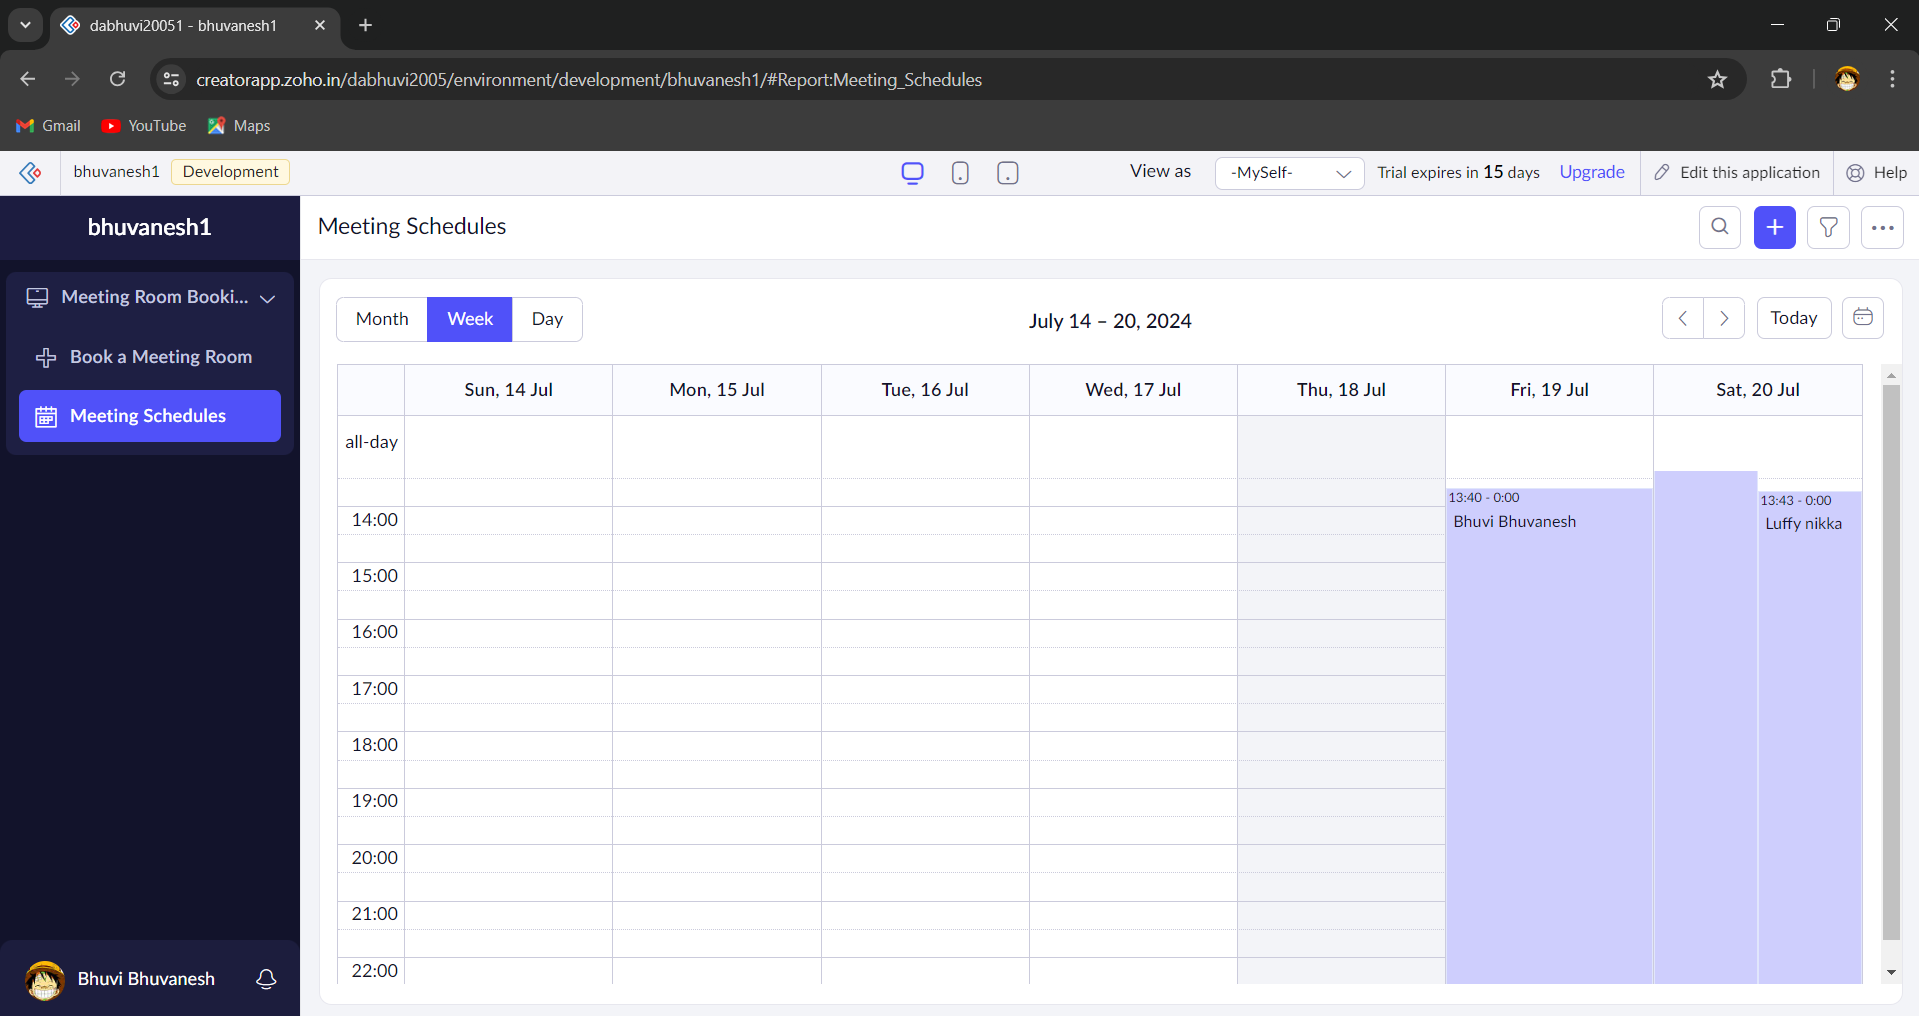 dabhuvi20051 - bhuvanesh1
creatorapp.zoho.in/dabhuvi2005/environment/development/bhuvanesh1/#Report:Meeting_Schedules
Gmail YouTube Maps
bhuvanesh1 Development View as -MySelf- Trial expires in 15 days Upgrade Edit this application Help
bhuvanesh1
Meeting Room Booki...
Book a Meeting Room
Meeting Schedules
Bhuvi Bhuvanesh
Meeting Schedules
Month Week Day July 14 – 20, 2024 Today
Sun, 14 Jul Mon, 15 Jul Tue, 16 Jul Wed, 17 Jul Thu, 18 Jul Fri, 19 Jul Sat, 20 Jul
all-day
13:40 - 0:00
Bhuvi Bhuvanesh
13:43 - 0:00
Luffy nikka
14:00
15:00
16:00
17:00
18:00
19:00
20:00
21:00
22:00